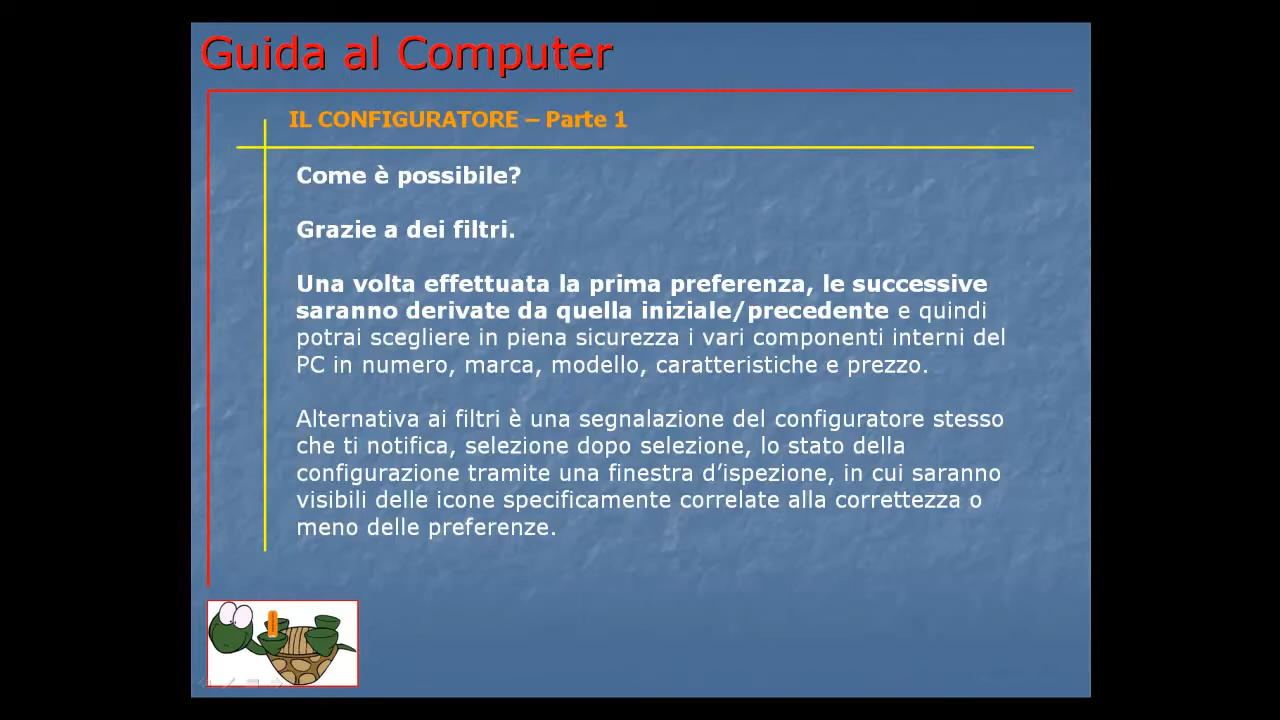 Guida al Computer
IL CONFIGURATORE – Parte 1
Come è possibile?
Grazie a dei filtri.
Una volta effettuata la prima preferenza, le successive
saranno derivate da quella iniziale/precedente e quindi
potrai scegliere in piena sicurezza i vari componenti interni del
PC in numero, marca, modello, caratteristiche e prezzo.
Alternativa ai filtri è una segnalazione del configuratore stesso
che ti notifica, selezione dopo selezione, lo stato della
configurazione tramite una finestra d’ispezione, in cui saranno
visibili delle icone specificamente correlate alla correttezza o
meno delle preferenze.